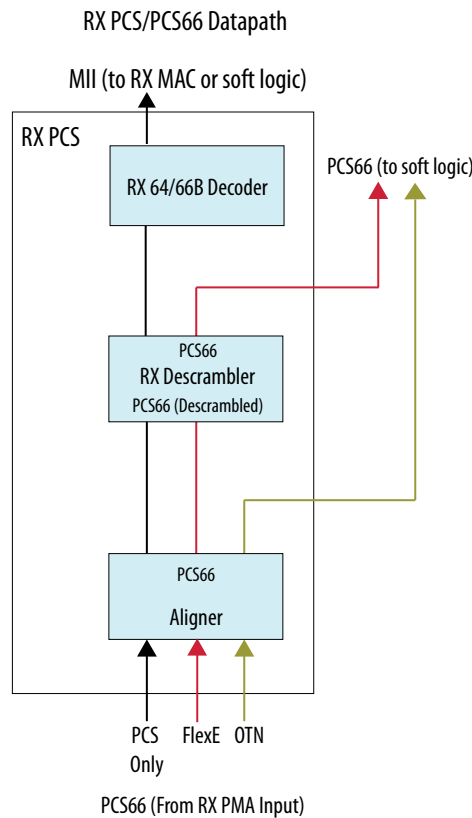 RX PCS/PCS66 Datapath
MII (to RX MAC or soft logic)
RX PCS
RX 64/66B Decoder
PCS66 (to soft logic)
PCS66
RX Descrambler
PCS66 (Descrambled)
PCS66
Aligner
PCS
Only
FlexE
OTN
PCS66 (From RX PMA Input)